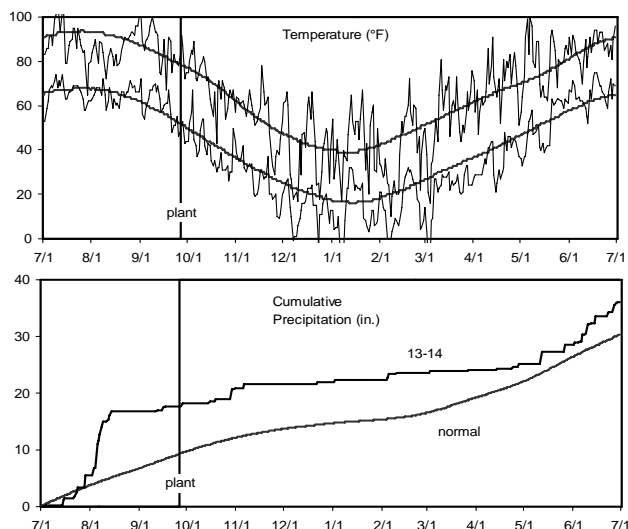 100
Temperature (°F)
80
60
40
20
plant
0
7/1 8/1 9/1 10/1 11/1 12/1 1/1 2/1 3/1 4/1 5/1 6/1 7/1
40
Cumulative
Precipitation (in.)
30
13-14
20
normal
10
plant
0
7/1 8/1 9/1 10/1 11/1 12/1 1/1 2/1 3/1 4/1 5/1 6/1 7/1